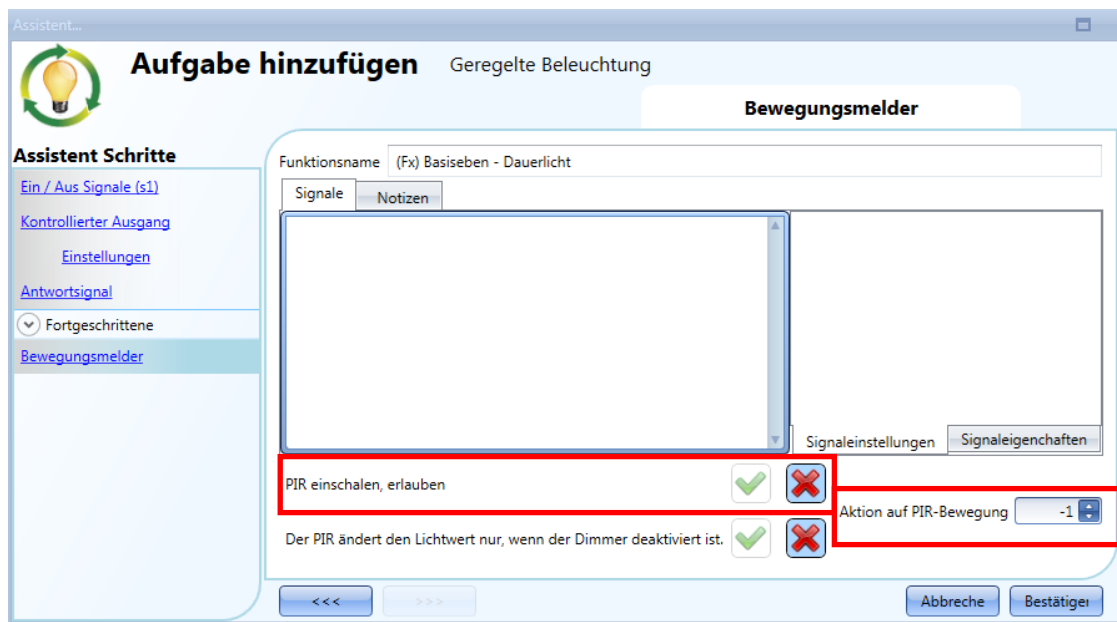 Assistent...
Aufgabe hinzufügen Geregelte Beleuchtung
Bewegungsmelder
Assistent Schritte
Ein / Aus Signale (s1)
Kontrollierter Ausgang
Einstellungen
Antwortsignal
Fortgeschrittene
Bewegungsmelder
Funktionsname (Fx) Basiseben - Dauerlicht
Signale Notizen
Signaleinstellungen Signaleigenchaften
PIR einschalen, erlauben
Aktion auf PIR-Bewegung -1
Der PIR ändert den Lichtwert nur, wenn der Dimmer deaktiviert ist.
<<< >>> Abbreche Bestätiger